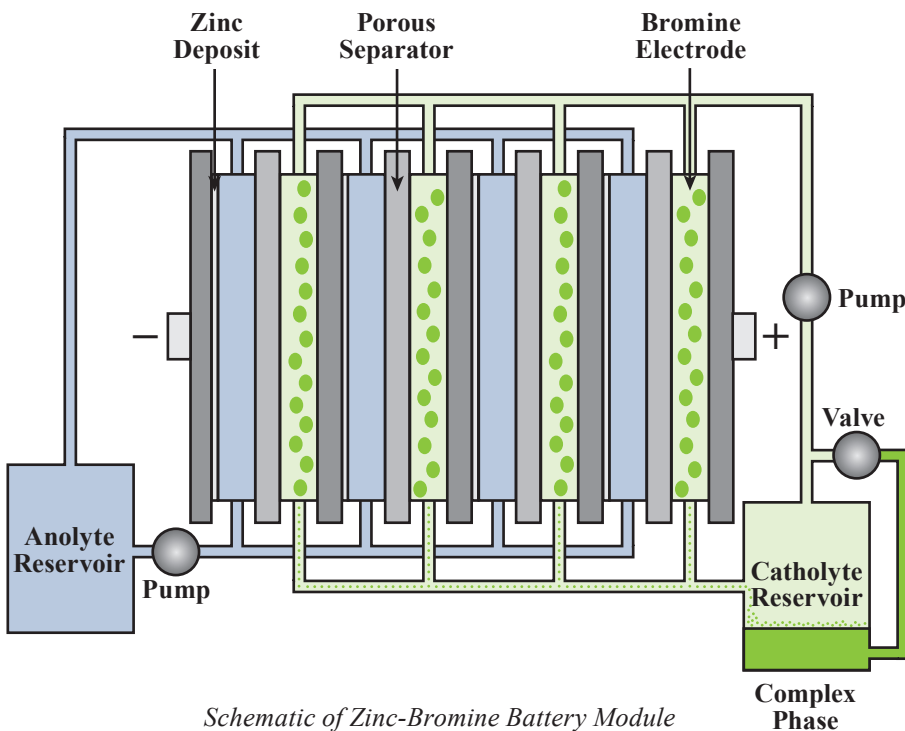 Zinc
Deposit
Porous
Separator
Bromine
Electrode
Pump
−
+
Valve
Anolyte
Reservoir
Pump
Catholyte
Reservoir
Complex
Phase
Schematic of Zinc-Bromine Battery Module